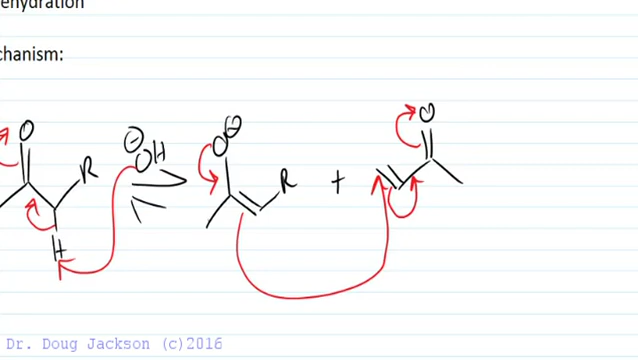 ehydration
chanism:
O
⊖
OH
R
H
⊖
O
R
+
O
Dr. Doug Jackson (c)2016